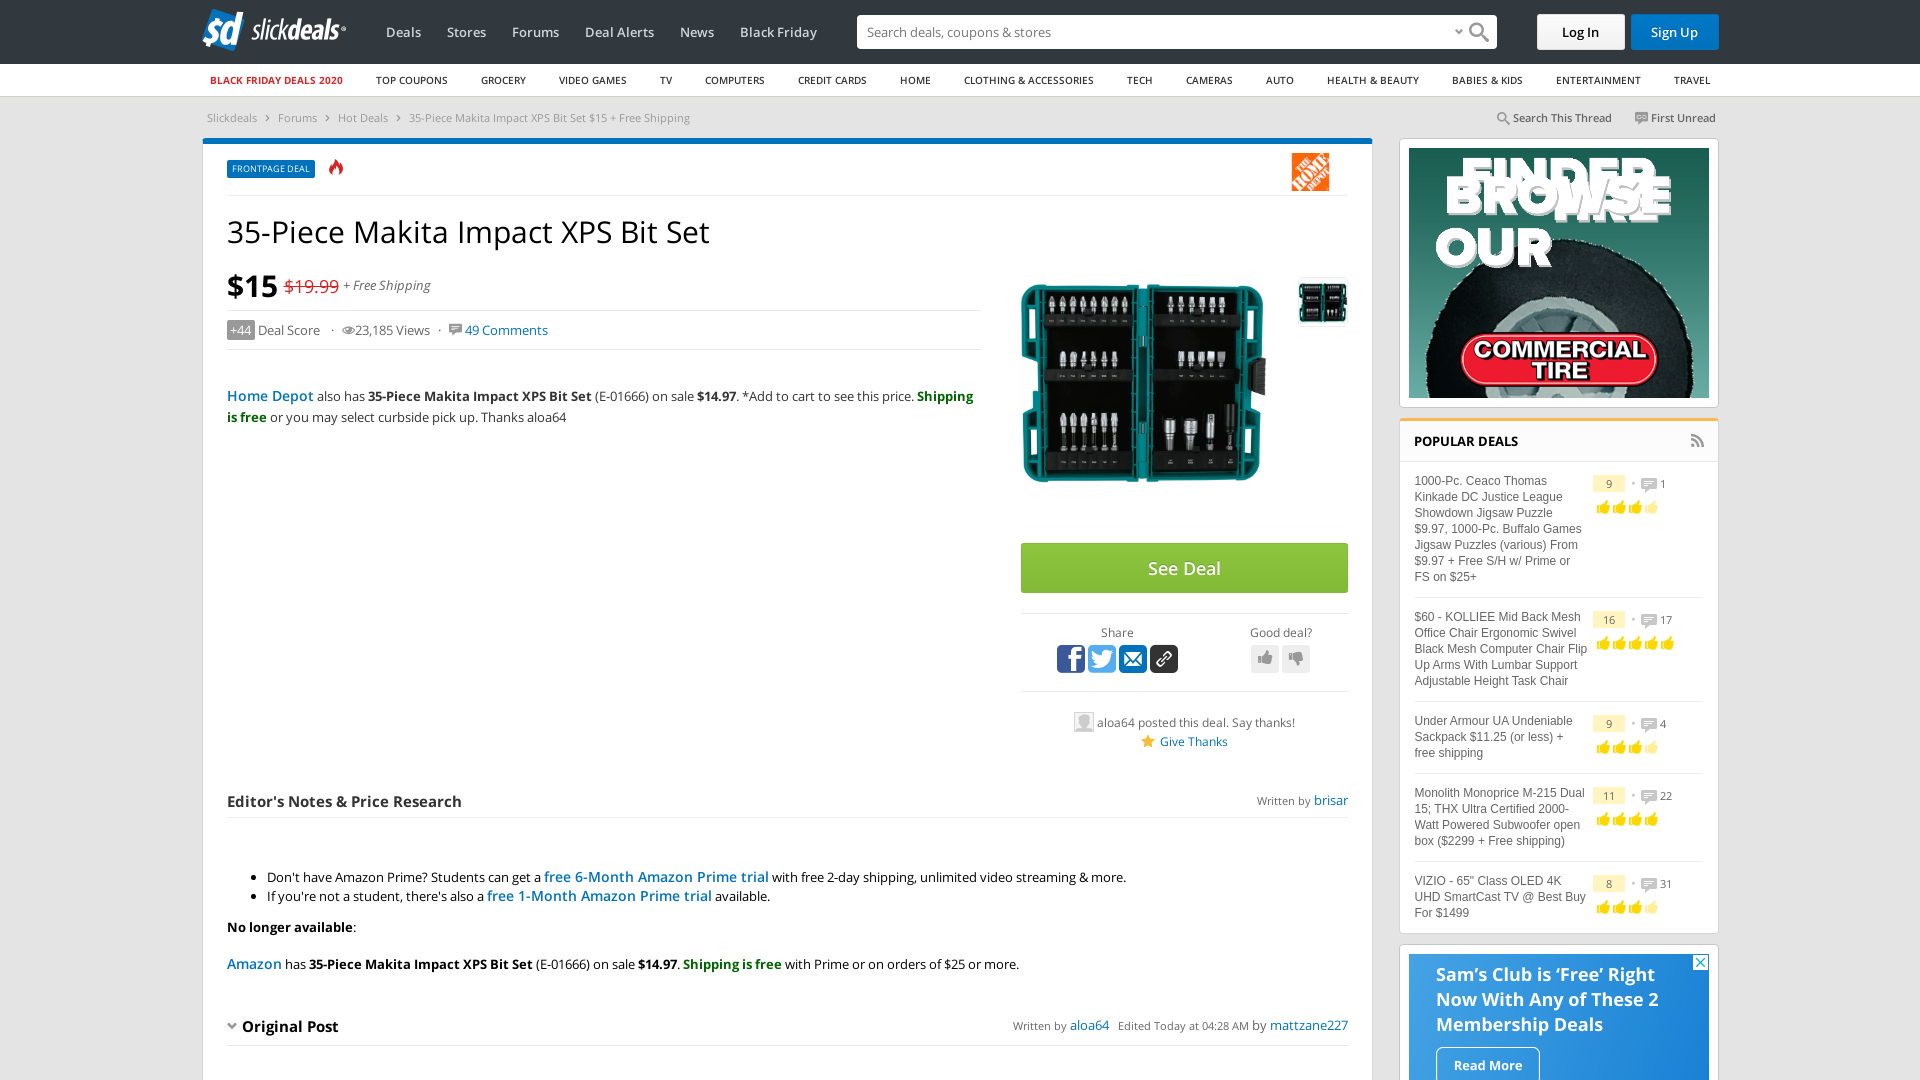 sd slickdeals
Deals
Stores
Forums
Deal Alerts
News
Black Friday
Search deals, coupons & shopping
Log In
Sign Up
BLACK FRIDAY DEALS 2020
TOP COUPONS
GROCERY
VIDEO GAMES
TV
COMPUTERS
CREDIT CARDS
HOME
CLOTHING & ACCESSORIES
TECH
CAMERAS
AUTO
HEALTH & BEAUTY
BABIES & KIDS
ENTERTAINMENT
TRAVEL
Slickdeals > Forums > Hot Deals > 35-Piece Makita Impact XPS Bit Set $15 + Free Shipping
Search This Thread
First Unread
FRONTPAGE DEAL
THE HOME DEPOT
35-Piece Makita Impact XPS Bit Set
$15 $19.99 + Free Shipping
+44 Deal Score · 23,185 Views · 49 Comments
Home Depot also has 35-Piece Makita Impact XPS Bit Set (E-01666) on sale $14.97. *Add to cart to see this price. Shipping
is free or you may select curbside pick up. Thanks aloa64
See Deal
Share
Good deal?
aloa64 posted this deal. Say thanks!
Give Thanks
Editor's Notes & Price Research
Written by brisar
• Don't have Amazon Prime? Students can get a free 6-Month Amazon Prime trial with free 2-day shipping, unlimited video streaming & more.
• If you're not a student, there's also a free 1-Month Amazon Prime trial available.
No longer available:
Amazon has 35-Piece Makita Impact XPS Bit Set (E-01666) on sale $14.97. Shipping is free with Prime or on orders of $25 or more.
Original Post
Written by aloa64 Edited Today at 04:28 AM by mattzane227
FINDER
BROWSE
OUR
COMMERCIAL
TIRE
POPULAR DEALS
1000-Pc. Ceaco Thomas
Kinkade DC Justice League
Showdown Jigsaw Puzzle
$9.97, 1000-Pc. Buffalo Games
Jigsaw Puzzles (various) From
$9.97 + Free S/H w/ Prime or
FS on $25+
9 • 1
$60 - KOLLIEE Mid Back Mesh
Office Chair Ergonomic Swivel
Black Mesh Computer Chair Flip
Up Arms With Lumbar Support
Adjustable Height Task Chair
16 • 17
Under Armour UA Undeniable
Sackpack $11.25 (or less) +
free shipping
9 • 4
Monolith Monoprice M-215 Dual
15; THX Ultra Certified 2000-
Watt Powered Subwoofer open
box ($2299 + Free shipping)
11 • 22
VIZIO - 65" Class OLED 4K
UHD SmartCast TV @ Best Buy
For $1499
8 • 31
Sam's Club is 'Free' Right
Now With Any of These 2
Membership Deals
Read More